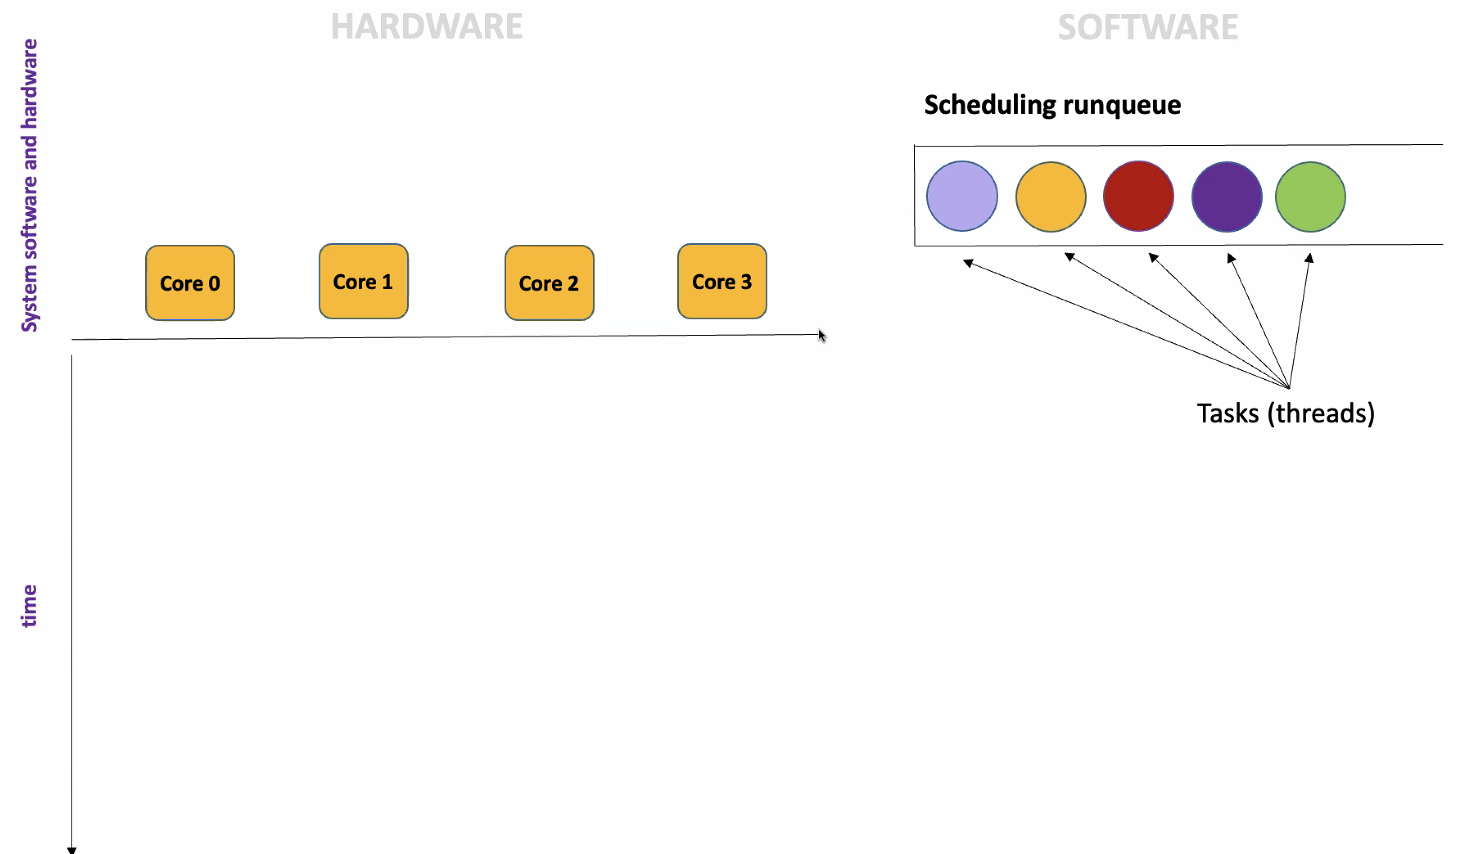 HARDWARE
SOFTWARE
System software and hardware
Scheduling runqueue
Core 0
Core 1
Core 2
Core 3
Tasks (threads)
time